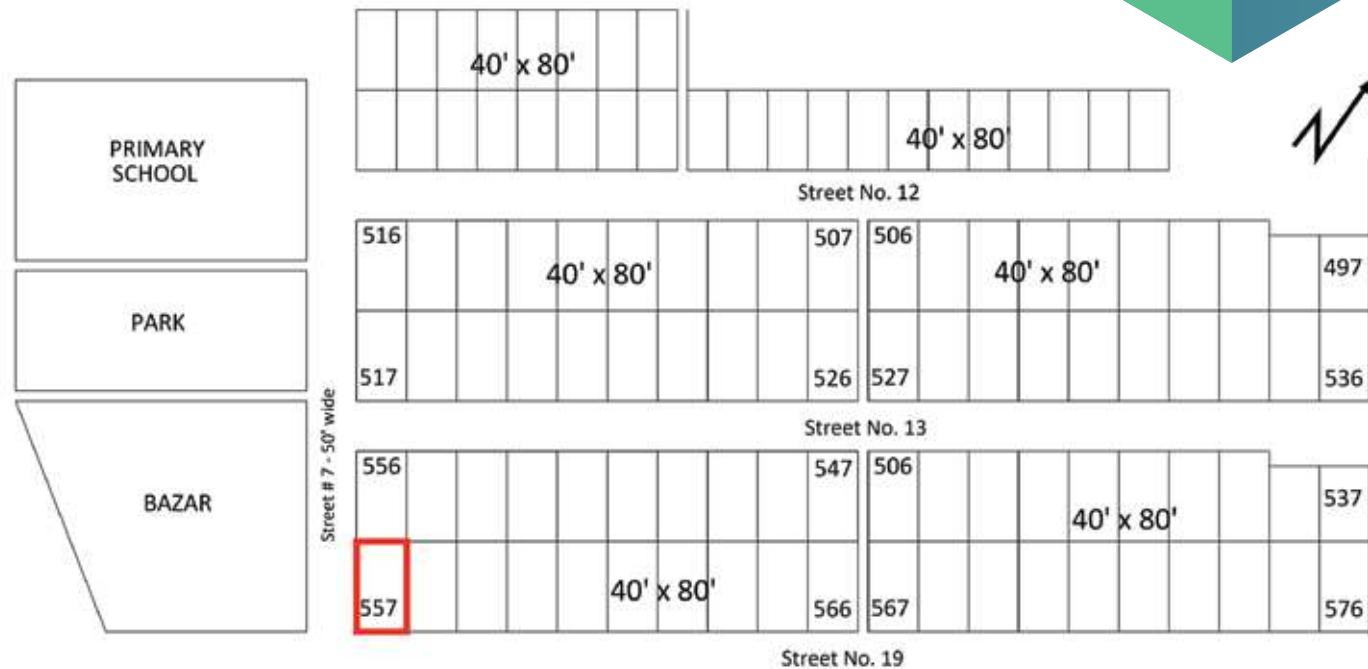 40' x 80'
40' x 80'
PRIMARY
SCHOOL
Street No. 12
516
507
506
497
40' x 80'
40' x 80'
PARK
517
526
527
536
Street # 7 - 50' wide
Street No. 13
556
547
506
537
BAZAR
40' x 80'
40' x 80'
557
566
567
576
Street No. 19
N